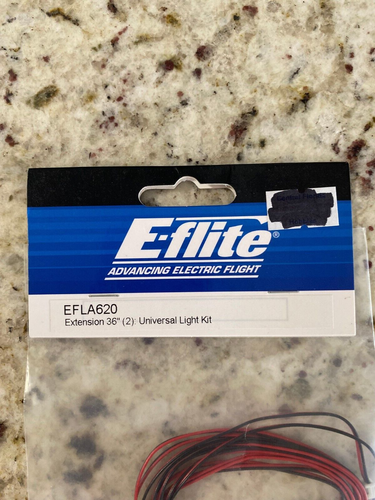 E-flite®
ADVANCING ELECTRIC FLIGHT
EFLA620
Extension 36" (2): Universal Light Kit